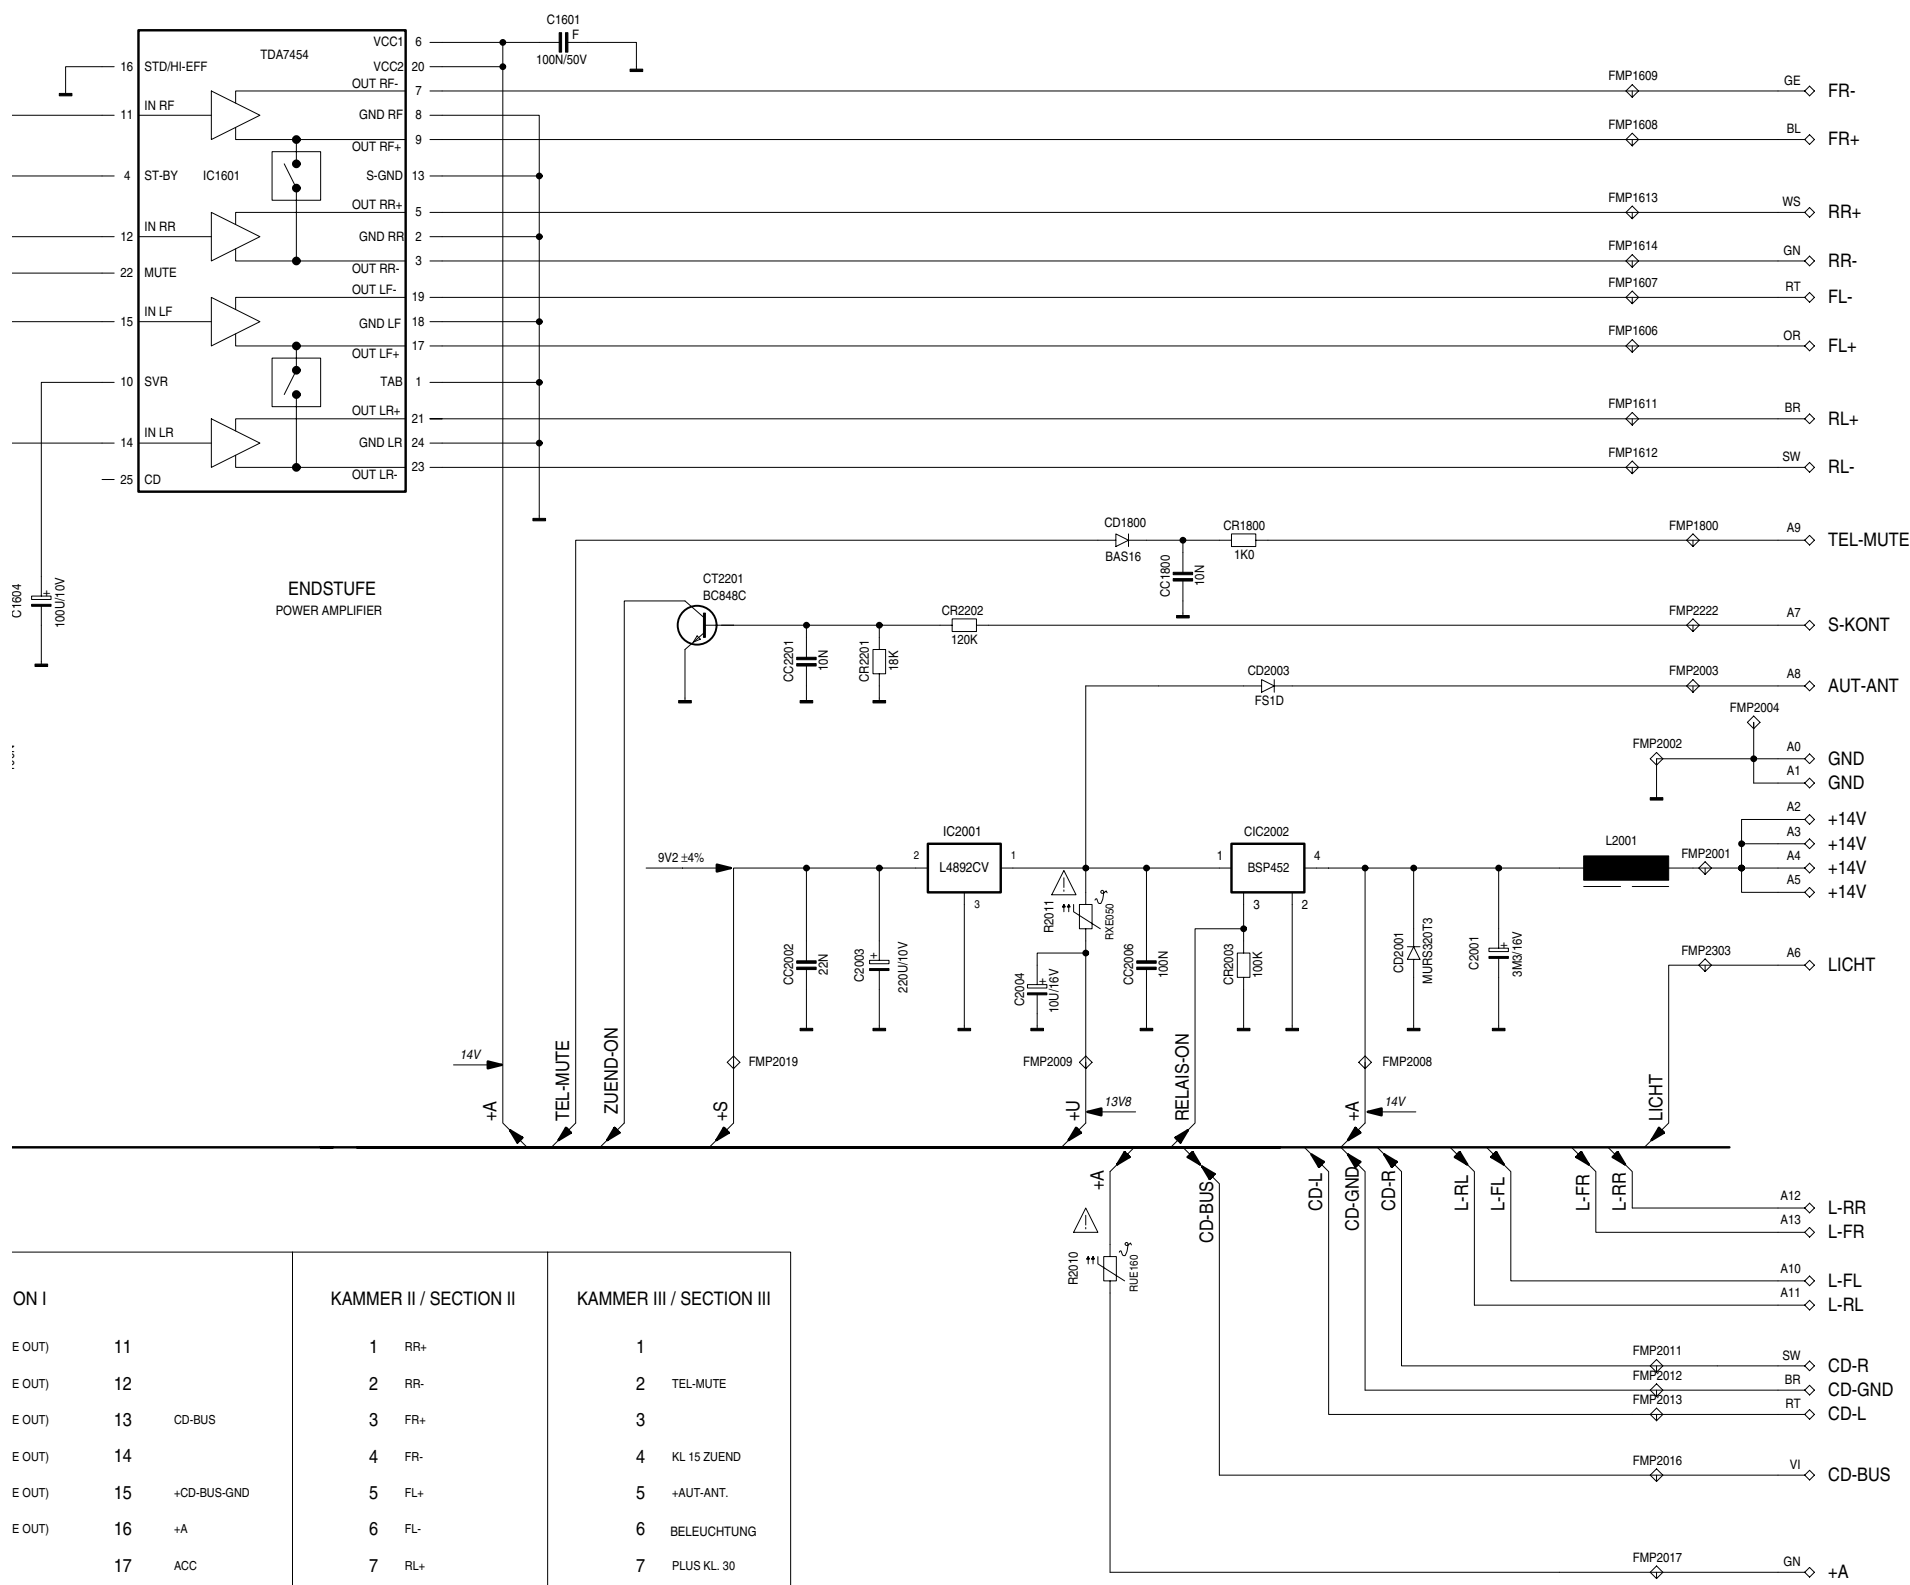 C1601
F
100N/50V
TDA7454
VCC1 6
VCC2 20
16 STD/HI-EFF
OUT RF- 7
11 IN RF
GND RF 8
OUT RF+ 9
4 ST-BY IC1601
S-GND 13
OUT RR+ 5
12 IN RR
GND RR 2
OUT RR- 3
22 MUTE
OUT LF- 19
15 IN LF
GND LF 18
OUT LF+ 17
10 SVR
TAB 1
OUT LR+ 21
14 IN LR
GND LR 24
OUT LR- 23
25 CD
FMP1609 GE FR-
FMP1608 BL FR+
FMP1613 WS RR+
FMP1614 GN RR-
FMP1607 RT FL-
FMP1606 OR FL+
FMP1611 BR RL+
FMP1612 SW RL-
CD1800
BAS16
CR1800
1K0
CC1800
10N
FMP1800 A9 TEL-MUTE
C1604
+
100U/10V
ENDSTUFE
POWER AMPLIFIER
CT2201
BC848C
CC2201
10N
CR2201
18K
CR2202
120K
FMP2222 A7 S-KONT
CD2003
FS1D
FMP2003 A8 AUT-ANT
FMP2004
FMP2002
A0 GND
A1 GND
A2 +14V
A3 +14V
A4 +14V
A5 +14V
9V2 ±4%
IC2001
2 L4892CV 1
3
CIC2002
1 BSP452 4
3 2
L2001
FMP2001
CC2002
22N
C2003
+
220U/10V
R2011
RXE050
C2004
+
10U/16V
CC2006
100N
CR2003
100K
CD2001
MURS320T3
C2001
+
3M3/16V
FMP2303 A6 LICHT
14V
+A
TEL-MUTE
ZUEND-ON
FMP2019
+S
FMP2009
+U
13V8
RELAIS-ON
FMP2008
+A
14V
LICHT
+A
CD-BUS
CD-L
CD-GND
CD-R
L-RL
L-FL
L-FR
L-RR
R2010
RUE160
A12 L-RR
A13 L-FR
A10 L-FL
A11 L-RL
FMP2011 SW CD-R
FMP2012 BR CD-GND
FMP2013 RT CD-L
FMP2016 VI CD-BUS
FMP2017 GN +A
ON I KAMMER II / SECTION II KAMMER III / SECTION III
E OUT) 11 1 RR+ 1
E OUT) 12 2 RR- 2 TEL-MUTE
E OUT) 13 CD-BUS 3 FR+ 3
E OUT) 14 4 FR- 4 KL 15 ZUEND
E OUT) 15 +CD-BUS-GND 5 FL+ 5 +AUT-ANT.
E OUT) 16 +A 6 FL- 6 BELEUCHTUNG
17 ACC 7 RL+ 7 PLUS KL. 30